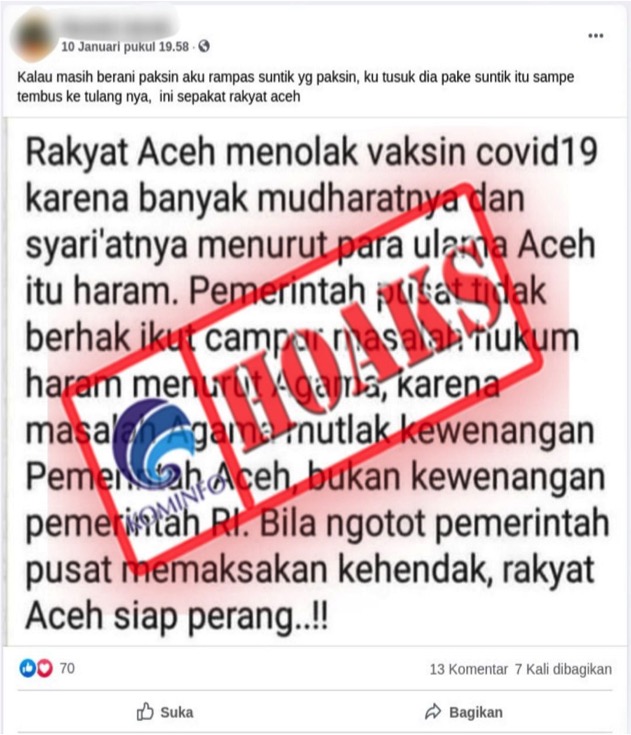 10 Januari pukul 19.58 ·
Kalau masih berani paksin aku rampas suntik yg paksin, ku tusuk dia pake suntik itu sampe
tembus ke tulang nya, ini sepakat rakyat aceh
Rakyat Aceh menolak vaksin covid19
karena banyak mudharatnya dan
syari'atnya menurut para ulama Aceh
itu haram. Pemerintah pusat tidak
berhak ikut campur masalah hukum
haram menurut Agama, karena
masalah Agama mutlak kewenangan
Pemerintah Aceh, bukan kewenangan
pemerintah RI. Bila ngotot pemerintah
pusat memaksakan kehendak, rakyat
Aceh siap perang..!!
HOAKS
KOMINFO
70
13 Komentar 7 Kali dibagikan
Suka
Bagikan